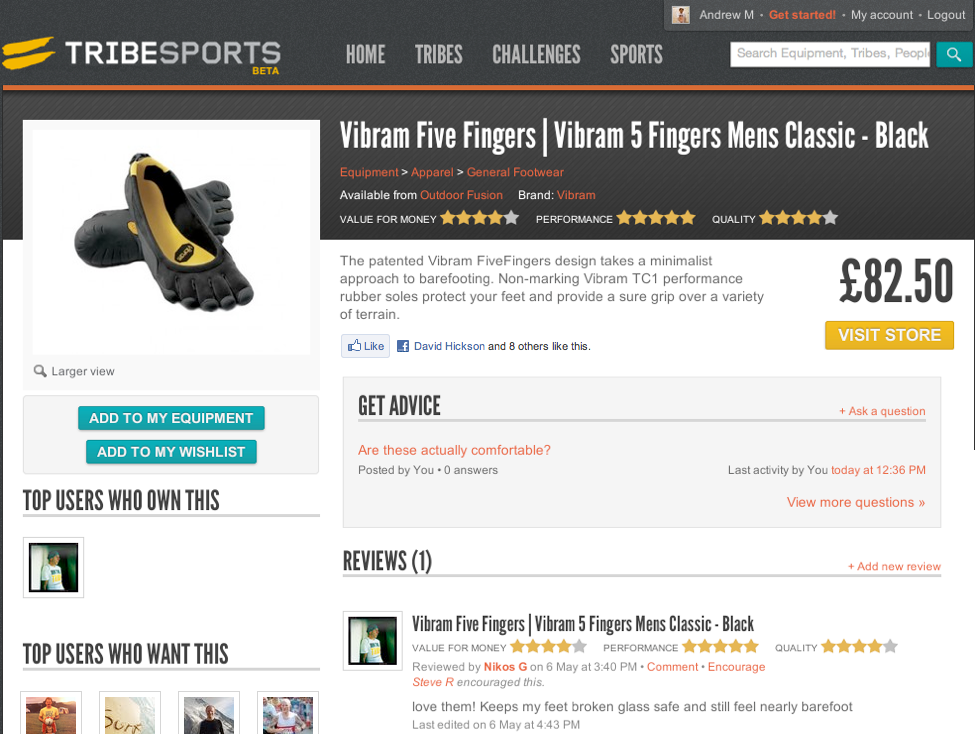 Andrew M • Get started! • My account • Logout
TRIBESPORTS
BETA
HOME TRIBES CHALLENGES SPORTS
Search Equipment, Tribes, People
Vibram Five Fingers | Vibram 5 Fingers Mens Classic - Black
Equipment > Apparel > General Footwear
Available from Outdoor Fusion Brand: Vibram
VALUE FOR MONEY PERFORMANCE QUALITY
The patented Vibram FiveFingers design takes a minimalist
approach to barefooting. Non-marking Vibram TC1 performance
rubber soles protect your feet and provide a sure grip over a variety
of terrain.
£82.50
VISIT STORE
Like David Hickson and 8 others like this.
Larger view
ADD TO MY EQUIPMENT
ADD TO MY WISHLIST
TOP USERS WHO OWN THIS
TOP USERS WHO WANT THIS
GET ADVICE
+ Ask a question
Are these actually comfortable?
Posted by You • 0 answers
Last activity by You today at 12:36 PM
View more questions »
REVIEWS (1)
+ Add new review
Vibram Five Fingers | Vibram 5 Fingers Mens Classic - Black
VALUE FOR MONEY PERFORMANCE QUALITY
Reviewed by Nikos G on 6 May at 3:40 PM • Comment • Encourage
Steve R encouraged this.
love them! Keeps my feet broken glass safe and still feel nearly barefoot
Last edited on 6 May at 4:43 PM